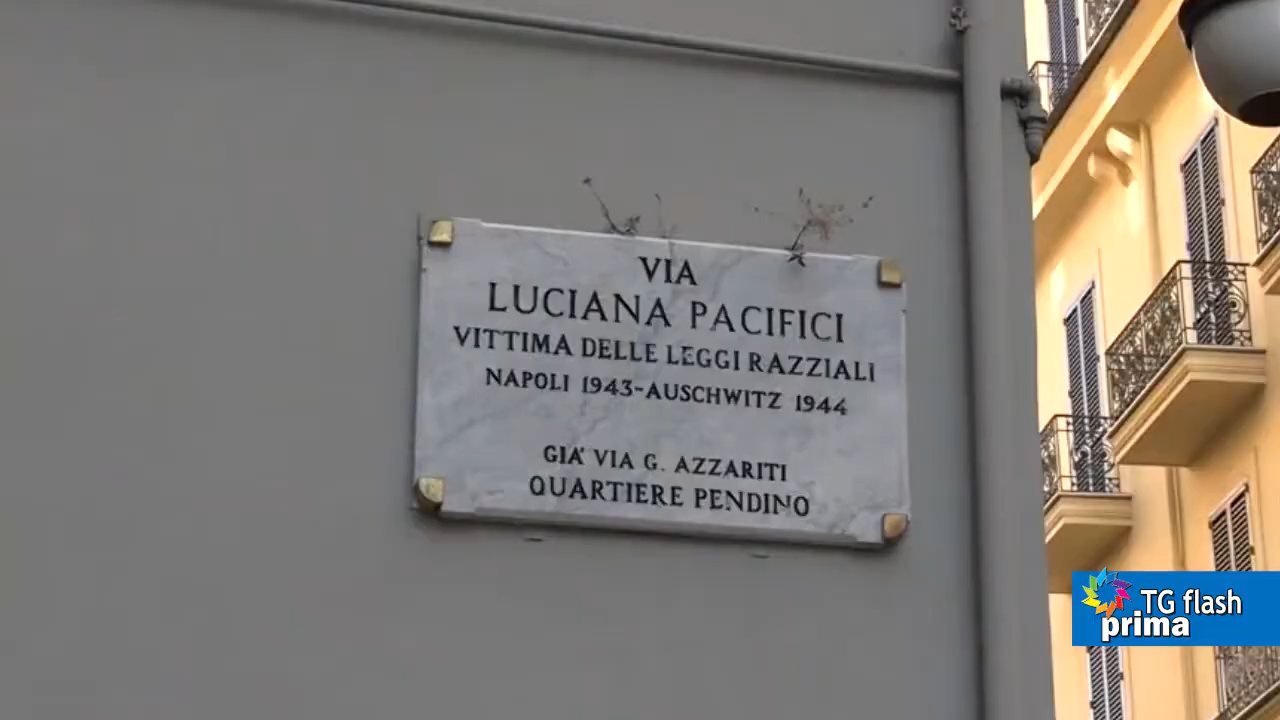 VIA
LUCIANA PACIFICI
VITTIMA DELLE LEGGI RAZZIALI
NAPOLI 1943-AUSCHWITZ 1944
GIA' VIA G. AZZARITI
QUARTIERE PENDINO
TG flash
prima